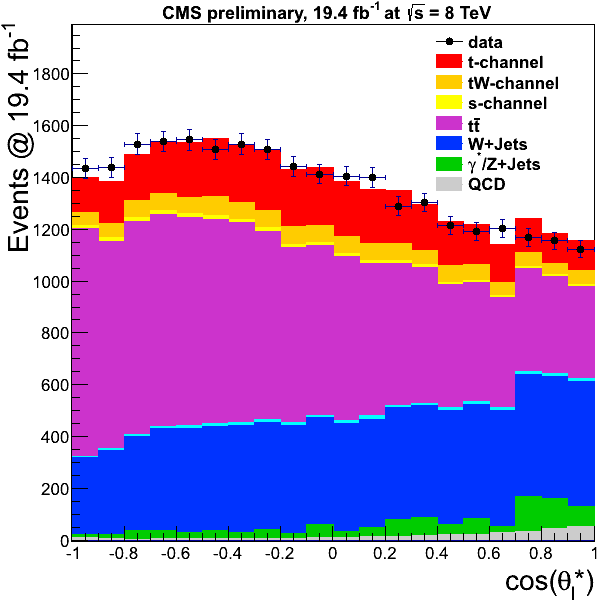 CMS preliminary, 19.4 fb⁻¹ at √s = 8 TeV
Events @ 19.4 fb⁻¹
1800
1600
1400
1200
1000
800
600
400
200
0
data
t-channel
tW-channel
s-channel
tt̄
W+Jets
γ*/Z+Jets
QCD
-1 -0.8 -0.6 -0.4 -0.2 0 0.2 0.4 0.6 0.8 1
cos(θₗ*)